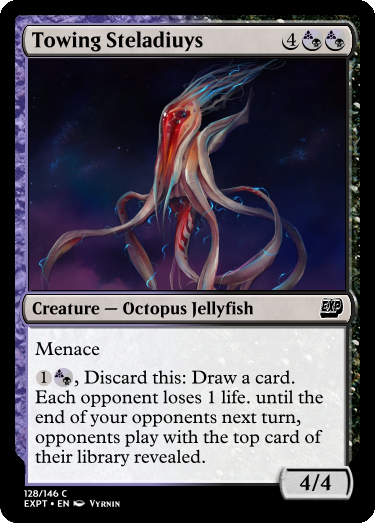 Towing Steladiuys 4
Creature — Octopus Jellyfish EXP
Menace
1, Discard this: Draw a card.
Each opponent loses 1 life. until the
end of your opponents next turn,
opponents play with the top card of
their library revealed.
4/4
128/146 C
EXPT • EN Vyrnin